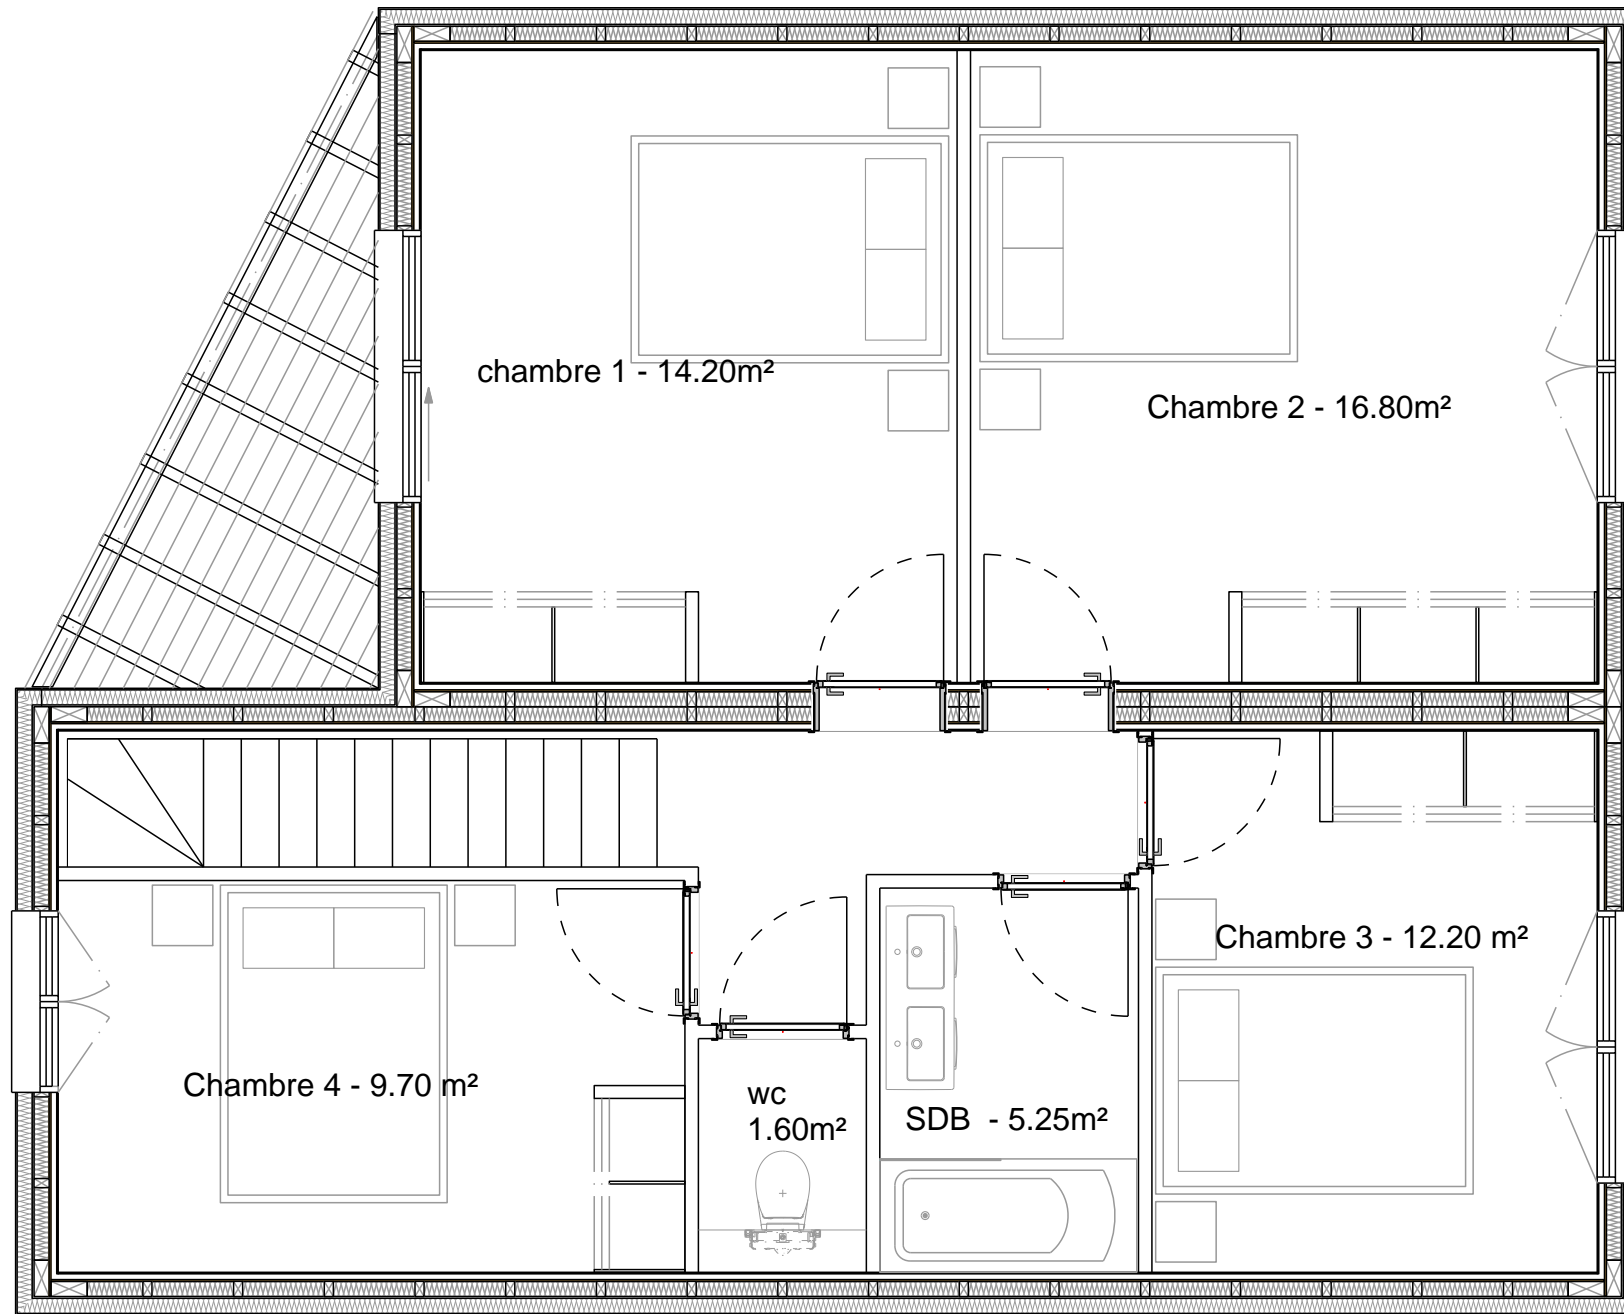 chambre 1 - 14.20m²
Chambre 2 - 16.80m²
Chambre 3 - 12.20 m²
Chambre 4 - 9.70 m²
wc
1.60m²
SDB - 5.25m²